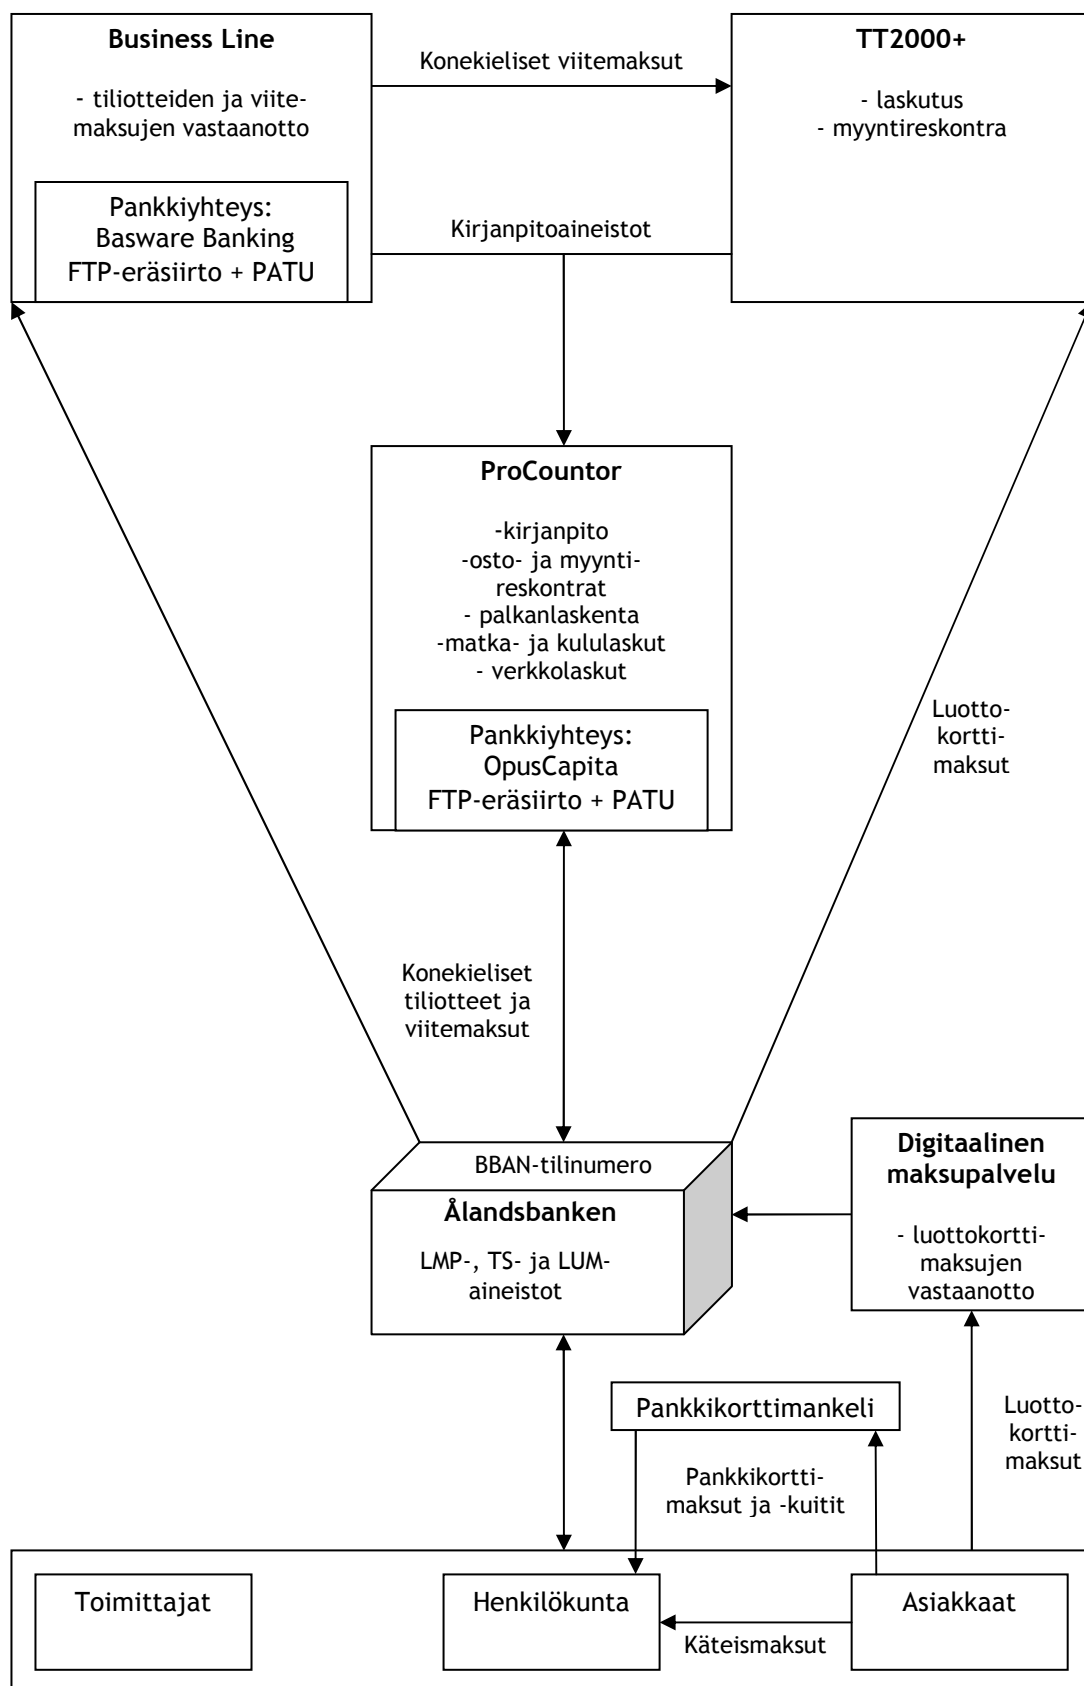 Business Line
- tiliotteiden ja viite-
maksujen vastaanotto
Pankkiyhteys:
Basware Banking
FTP-eräsiirto + PATU
Konekieliset viitemaksut
TT2000+
- laskutus
- myyntireskontra
Kirjanpitoaineistot
ProCountor
-kirjanpito
-osto- ja myynti-
reskontrat
- palkanlaskenta
-matka- ja kululaskut
- verkkolaskut
Pankkiyhteys:
OpusCapita
FTP-eräsiirto + PATU
Luotto-
kortti-
maksut
Konekieliset
tiliotteet ja
viitemaksut
BBAN-tilinumero
Ålandsbanken
LMP-, TS- ja LUM-
aineistot
Digitaalinen
maksupalvelu
- luottokortti-
maksujen
vastaanotto
Pankkikorttimankeli
Luotto-
kortti-
maksut
Pankkikortti-
maksut ja -kuitit
Toimittajat
Henkilökunta
Asiakkaat
Käteismaksut